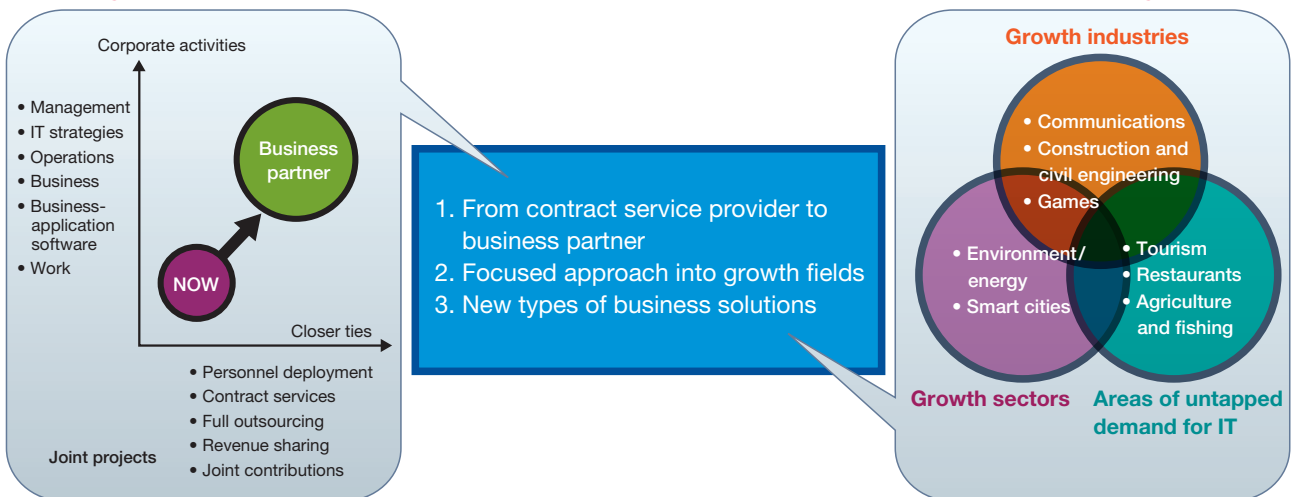 Corporate activities
• Management
• IT strategies
• Operations
• Business
• Business-
application
software
• Work
Business
partner
NOW
Closer ties
• Personnel deployment
• Contract services
• Full outsourcing
• Revenue sharing
• Joint contributions
Joint projects
1. From contract service provider to
business partner
2. Focused approach into growth fields
3. New types of business solutions
Growth industries
• Communications
• Construction and
civil engineering
• Games
• Environment/
energy
• Smart cities
• Tourism
• Restaurants
• Agriculture
and fishing
Growth sectors
Areas of untapped
demand for IT